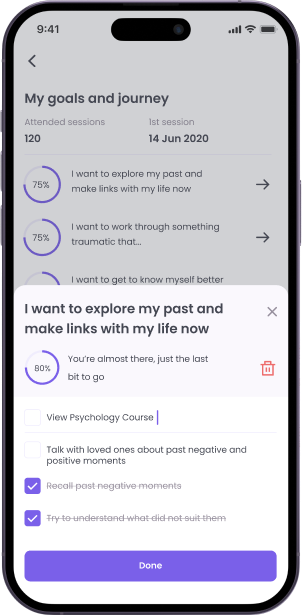 9:41
My goals and journey
Attended sessions
1st session
120
14 Jun 2020
75%
I want to explore my past and
make links with my life now
75%
I want to work through something
traumatic that...
I want to get to know myself better
I want to explore my past and
make links with my life now
80%
You're almost there, just the last
bit to go
View Psychology Course
Talk with loved ones about past negative and
positive moments
Recall past negative moments
Try to understand what did not suit them
Done